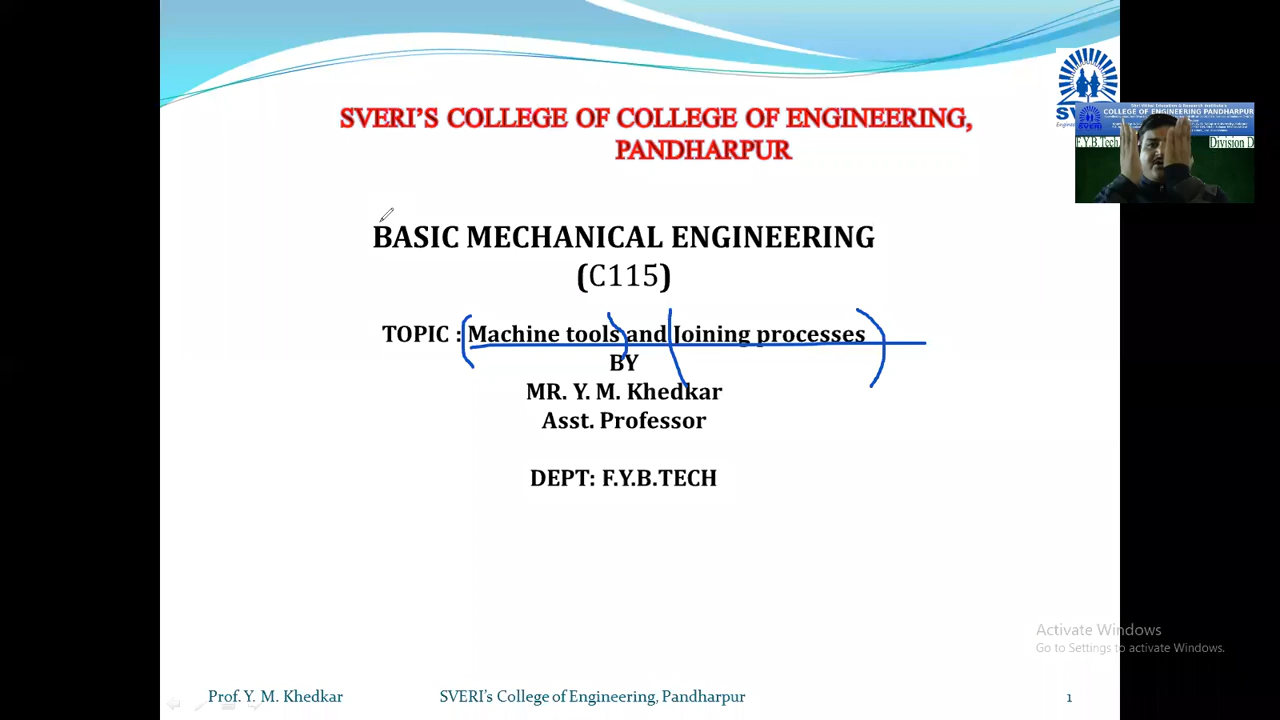 SVERI'S COLLEGE OF COLLEGE OF ENGINEERING,
PANDHARPUR
COLLEGE OF ENGINEERING PANDHARPUR
F.Y.B.Tech
Division D
BASIC MECHANICAL ENGINEERING
(C115)
TOPIC : Machine tools and Joining processes
BY
MR. Y. M. Khedkar
Asst. Professor
DEPT: F.Y.B.TECH
Activate Windows
Go to Settings to activate Windows.
Prof. Y. M. Khedkar
SVERI's College of Engineering, Pandharpur
1